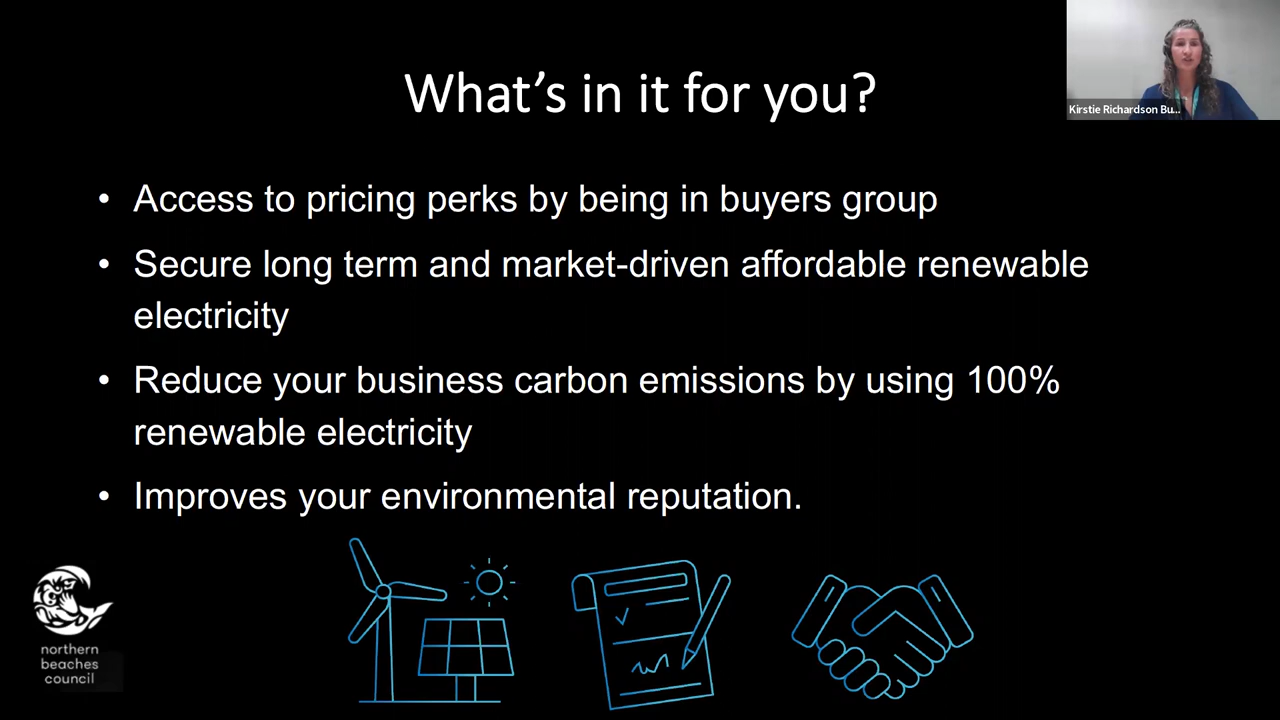 What's in it for you?
Kirstie Richardson Bu...
• Access to pricing perks by being in buyers group
• Secure long term and market-driven affordable renewable
electricity
• Reduce your business carbon emissions by using 100%
renewable electricity
• Improves your environmental reputation.
northern
beaches
council